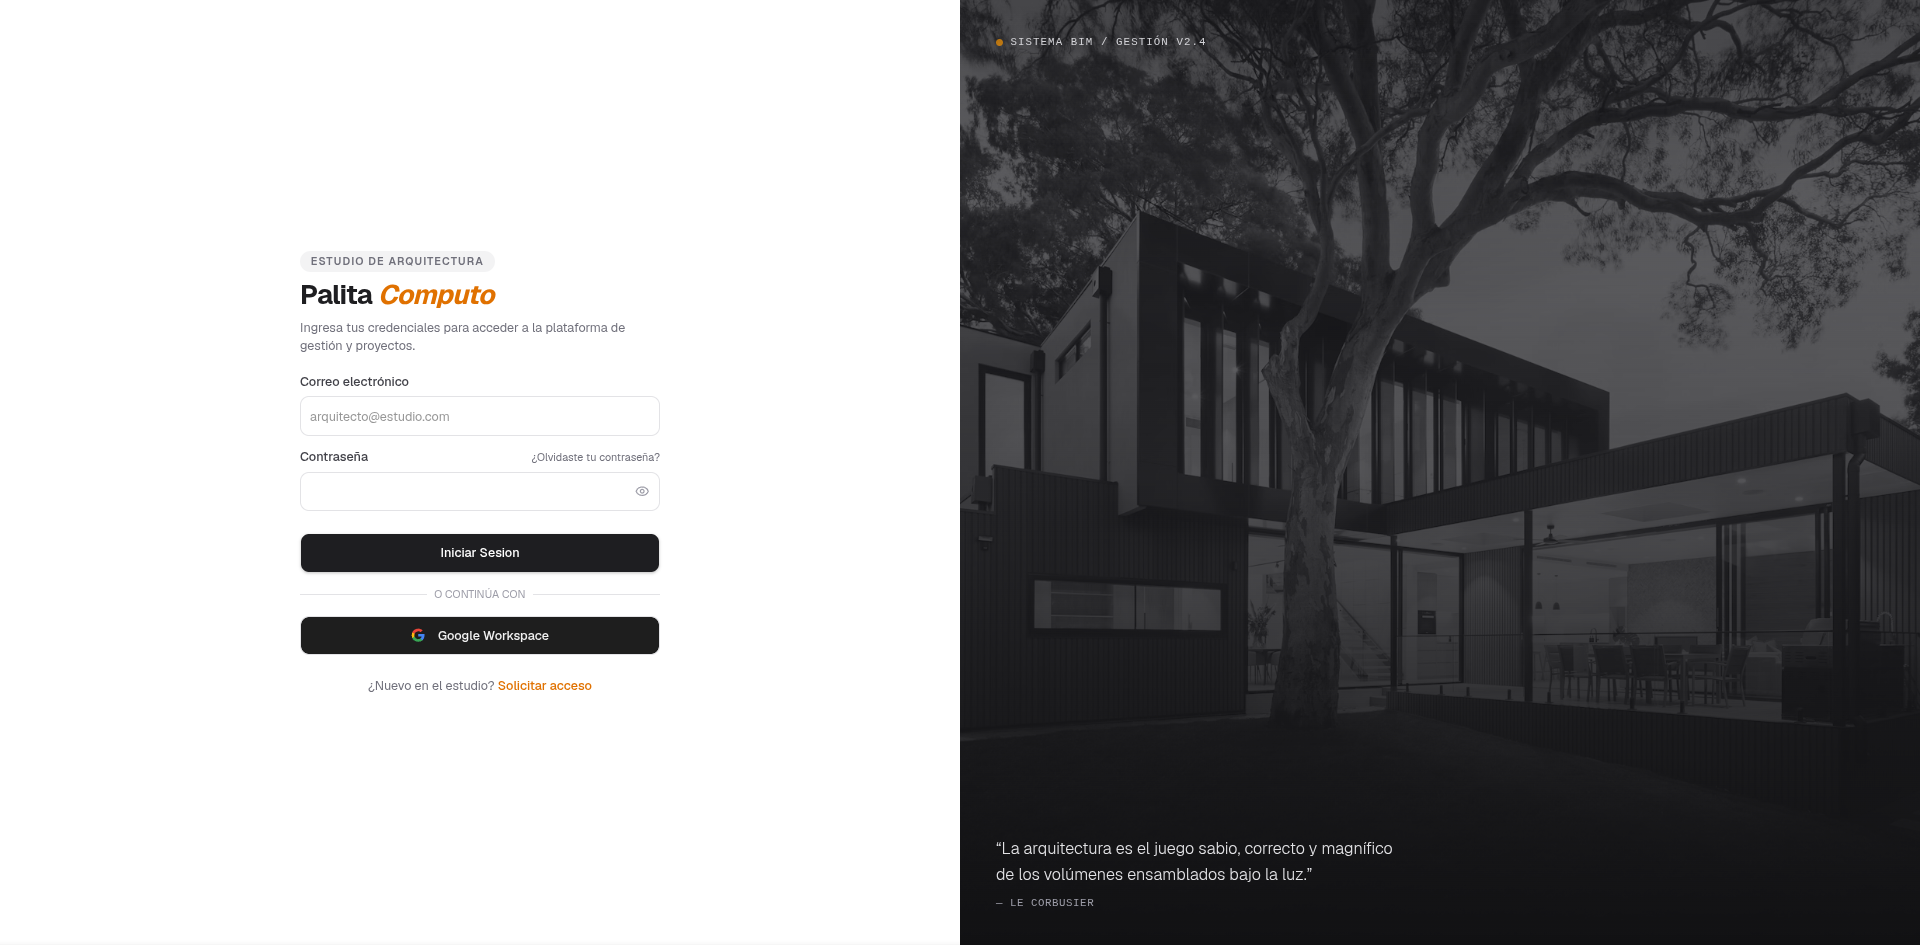 ESTUDIO DE ARQUITECTURA
Palita Computo
Ingresa tus credenciales para acceder a la plataforma de
gestión y proyectos.
Correo electrónico
arquitecto@estudio.com
Contraseña ¿Olvidaste tu contraseña?
Iniciar Sesion
O CONTINÚA CON
Google Workspace
¿Nuevo en el estudio? Solicitar acceso
SISTEMA BIM / GESTIÓN V2.4
“La arquitectura es el juego sabio, correcto y magnífico
de los volúmenes ensamblados bajo la luz.”
— LE CORBUSIER